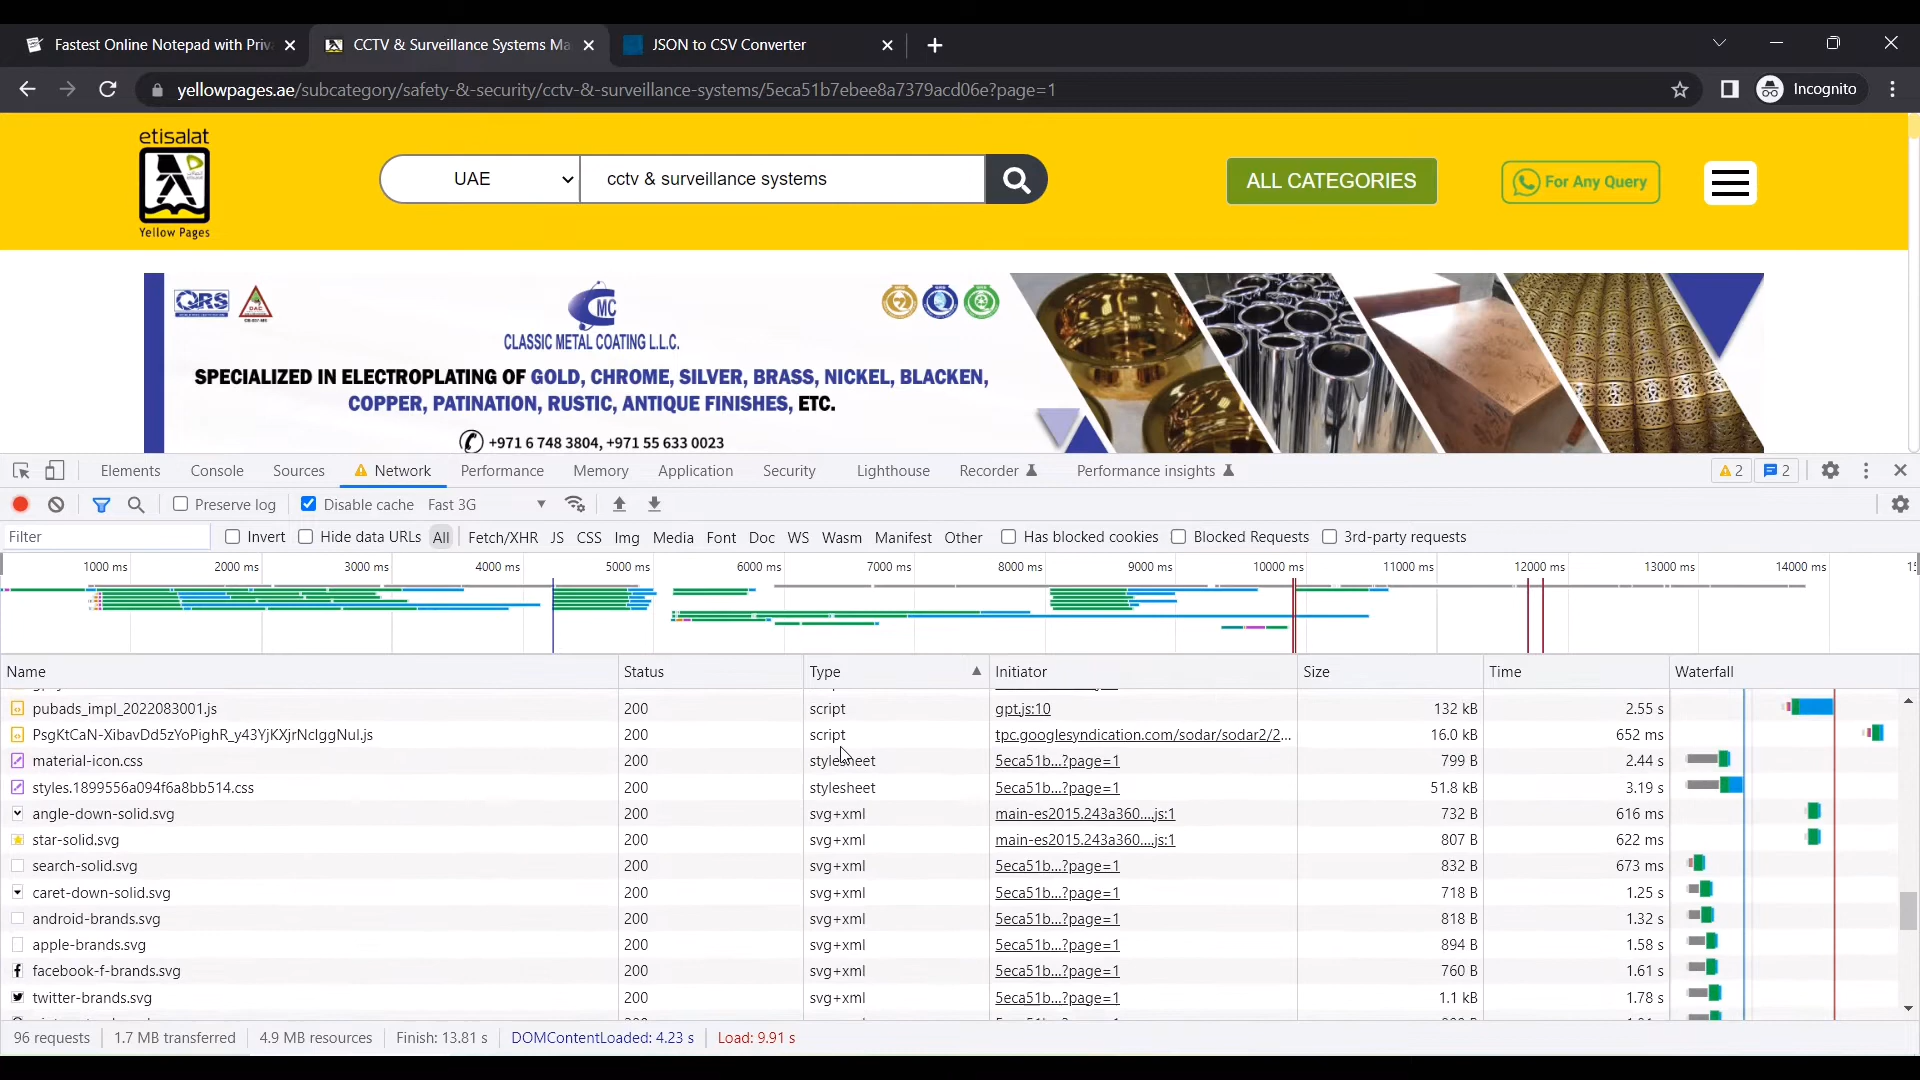 Fastest Online Notepad with Priv
CCTV & Surveillance Systems Ma
JSON to CSV Converter
yellowpages.ae/subcategory/safety-&-security/cctv-&-surveillance-systems/5eca51b7ebee8a7379acd06e?page=1
Incognito
etisalat
Yellow Pages
UAE
cctv & surveillance systems
ALL CATEGORIES
For Any Query
QRS
CMC
CLASSIC METAL COATING L.L.C.
SPECIALIZED IN ELECTROPLATING OF GOLD, CHROME, SILVER, BRASS, NICKEL, BLACKEN,
COPPER, PATINATION, RUSTIC, ANTIQUE FINISHES, ETC.
+971 6 748 3804, +971 55 633 0023
Elements Console Sources Network Performance Memory Application Security Lighthouse Recorder Performance insights 2 2
Preserve log Disable cache Fast 3G
Filter Invert Hide data URLs All Fetch/XHR JS CSS Img Media Font Doc WS Wasm Manifest Other Has blocked cookies Blocked Requests 3rd-party requests
1000 ms 2000 ms 3000 ms 4000 ms 5000 ms 6000 ms 7000 ms 8000 ms 9000 ms 10000 ms 11000 ms 12000 ms 13000 ms 14000 ms
Name Status Type Initiator Size Time Waterfall
pubads_impl_2022083001.js 200 script gpt.js:10 132 kB 2.55 s
200 script tpc.googlesyndication.com/sodar/sodar2/2... 16.0 kB 652 ms
material-icon.css 200 stylesheet 5eca51b...?page=1 799 B 2.44 s
styles.1899556a094f6a8bb514.css 200 stylesheet 5eca51b...?page=1 51.8 kB 3.19 s
angle-down-solid.svg 200 svg+xml main-es2015.243a360....js:1 732 B 616 ms
star-solid.svg 200 svg+xml main-es2015.243a360....js:1 807 B 622 ms
search-solid.svg 200 svg+xml 5eca51b...?page=1 832 B 673 ms
caret-down-solid.svg 200 svg+xml 5eca51b...?page=1 718 B 1.25 s
android-brands.svg 200 svg+xml 5eca51b...?page=1 818 B 1.32 s
apple-brands.svg 200 svg+xml 5eca51b...?page=1 894 B 1.58 s
facebook-f-brands.svg 200 svg+xml 5eca51b...?page=1 760 B 1.61 s
twitter-brands.svg 200 svg+xml 5eca51b...?page=1 1.1 kB 1.78 s
96 requests 1.7 MB transferred 4.9 MB resources Finish: 13.81 s DOMContentLoaded: 4.23 s Load: 9.91 s